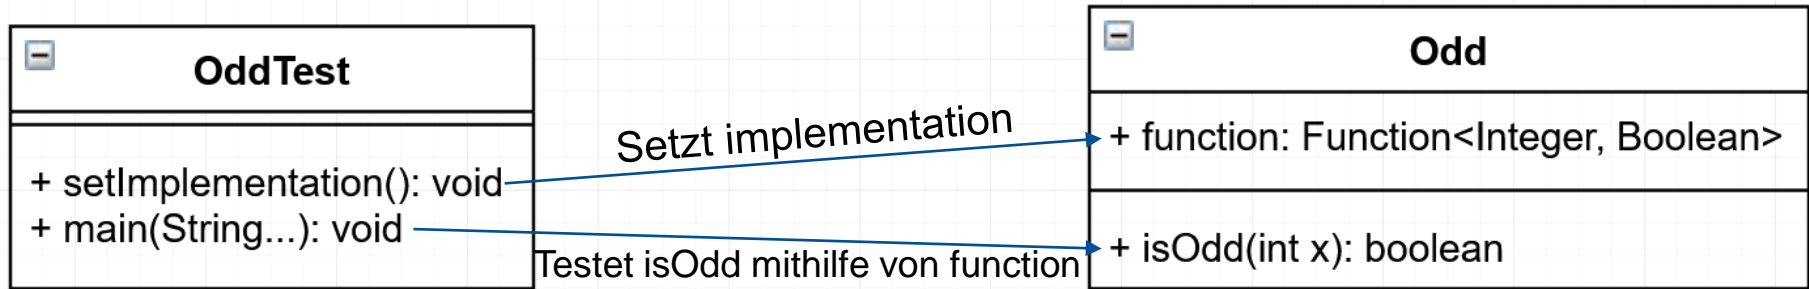 OddTest
+ setImplementation(): void
+ main(String...): void
Setzt implementation
Testet isOdd mithilfe von function
Odd
+ function: Function<Integer, Boolean>
+ isOdd(int x): boolean